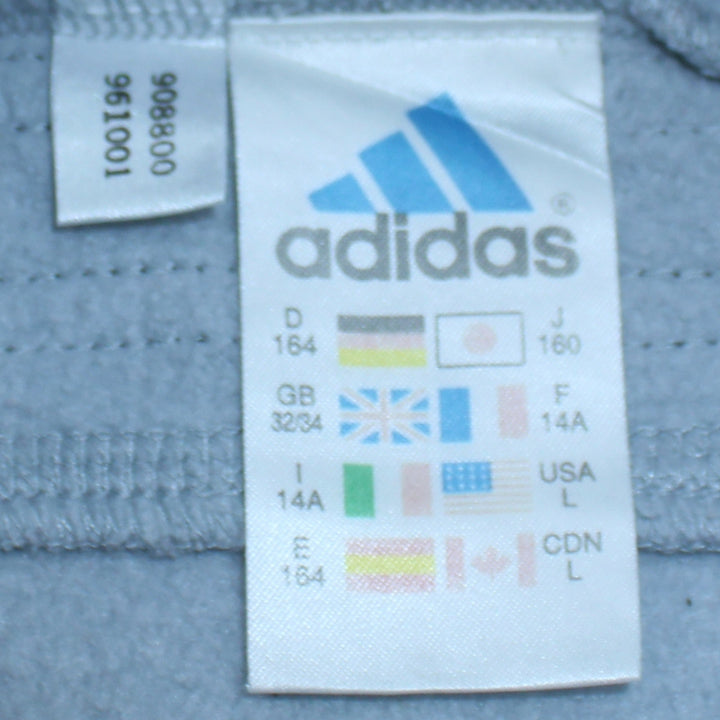 908800
961001
adidas®
D
164
J
160
GB
32/34
F
14A
I
14A
USA
L
E
164
CDN
L